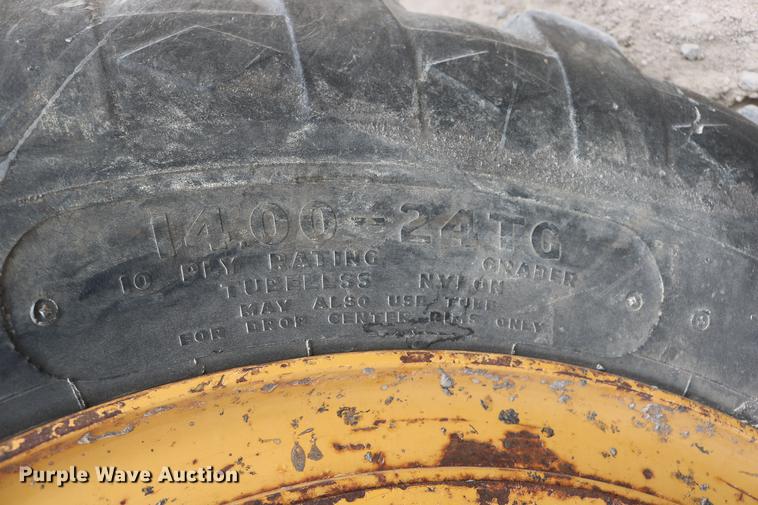 14.00-24TG
10 PLY RATING GRADER
TUBELESS NYLON
MAY ALSO USE TUBE
FOR DROP CENTER RIMS ONLY
Purple Wave Auction